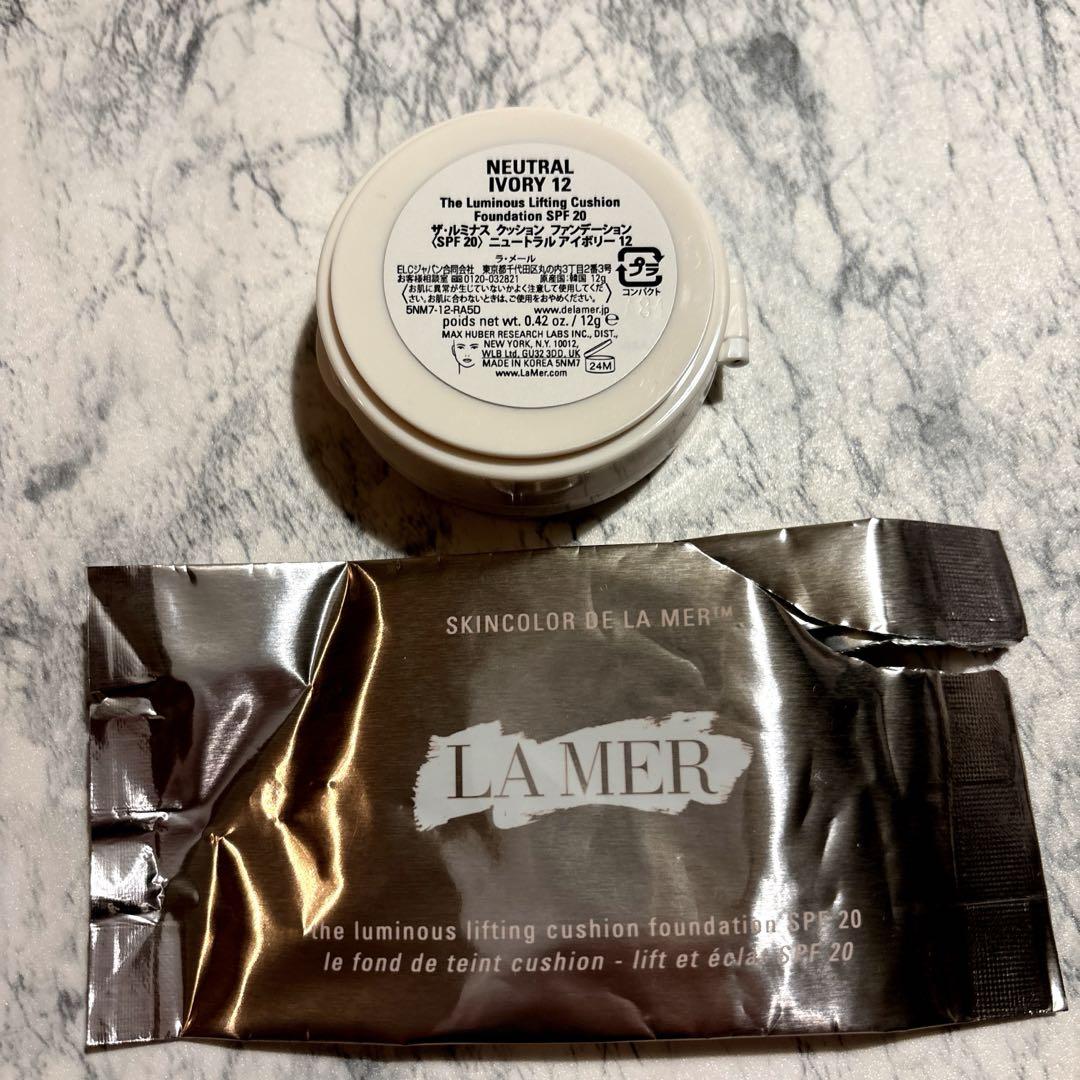 NEUTRAL
IVORY 12
The Luminous Lifting Cushion
Foundation SPF 20
ザ・ルミナス クッション ファンデーション
〈SPF 20〉 ニュートラル アイボリー 12
ラ・メール
ELCジャパン合同会社 東京都千代田区丸の内3丁目2番3号
お客様相談室 0120-032821 原産国:韓国 12g
〈お肌に異常が生じていないかよく注意して使用してくだ
さい。お肌に合わないときは、ご使用をおやめください。〉
プラ
コンパクト
5NM7-12-RA5D www.delamer.jp
poids net wt. 0.42 oz. / 12g ℮
MAX HUBER RESEARCH LABS INC., DIST.,
NEW YORK, N.Y. 10012,
WLB Ltd, GU32 3DD, UK
MADE IN KOREA 5NM7
24M
www.LaMer.com
SKINCOLOR DE LA MER™
LA MER
the luminous lifting cushion foundation SPF 20
le fond de teint cushion - lift et éclat SPF 20